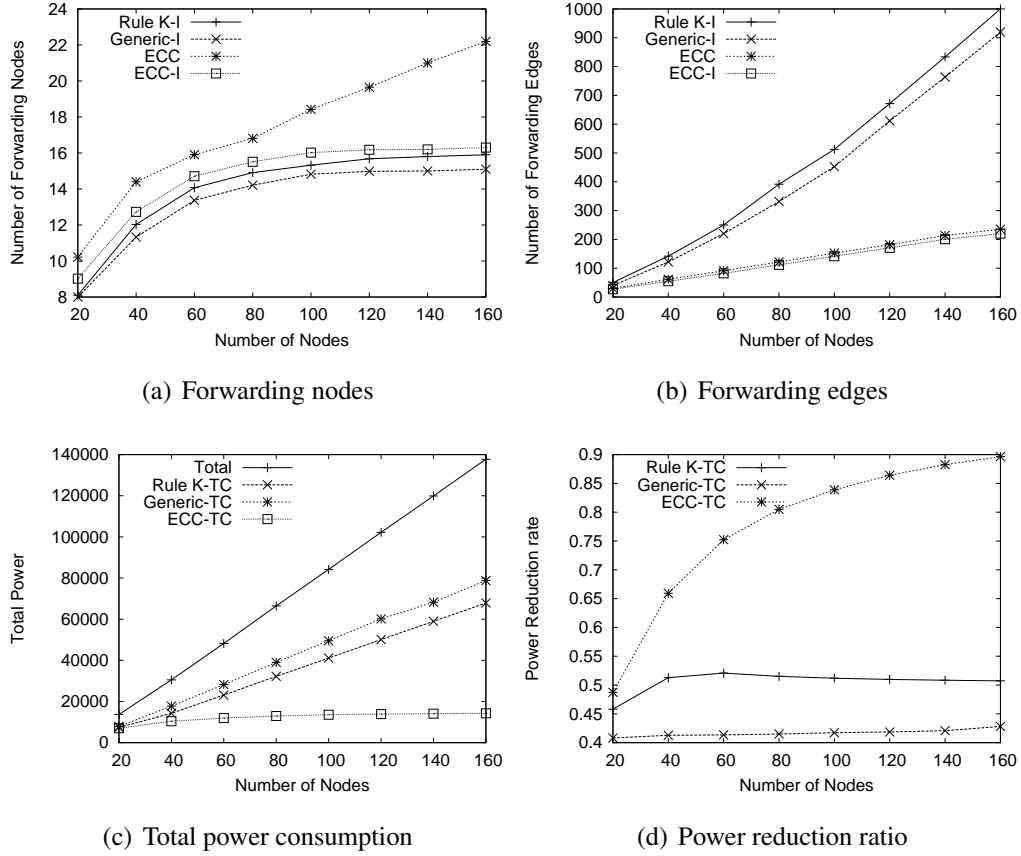 Rule K-I
Generic-I
ECC
ECC-I
Number of Forwarding Nodes
24
22
20
18
16
14
12
10
8
20 40 60 80 100 120 140 160
Number of Nodes
(a) Forwarding nodes
Rule K-I
Generic-I
ECC
ECC-I
Number of Forwarding Edges
1000
900
800
700
600
500
400
300
200
100
0
20 40 60 80 100 120 140 160
Number of Nodes
(b) Forwarding edges
Total
Rule K-TC
Generic-TC
ECC-TC
Total Power
140000
120000
100000
80000
60000
40000
20000
0
20 40 60 80 100 120 140 160
Number of Nodes
(c) Total power consumption
Rule K-TC
Generic-TC
ECC-TC
Power Reduction rate
0.9
0.85
0.8
0.75
0.7
0.65
0.6
0.55
0.5
0.45
0.4
20 40 60 80 100 120 140 160
Number of Nodes
(d) Power reduction ratio